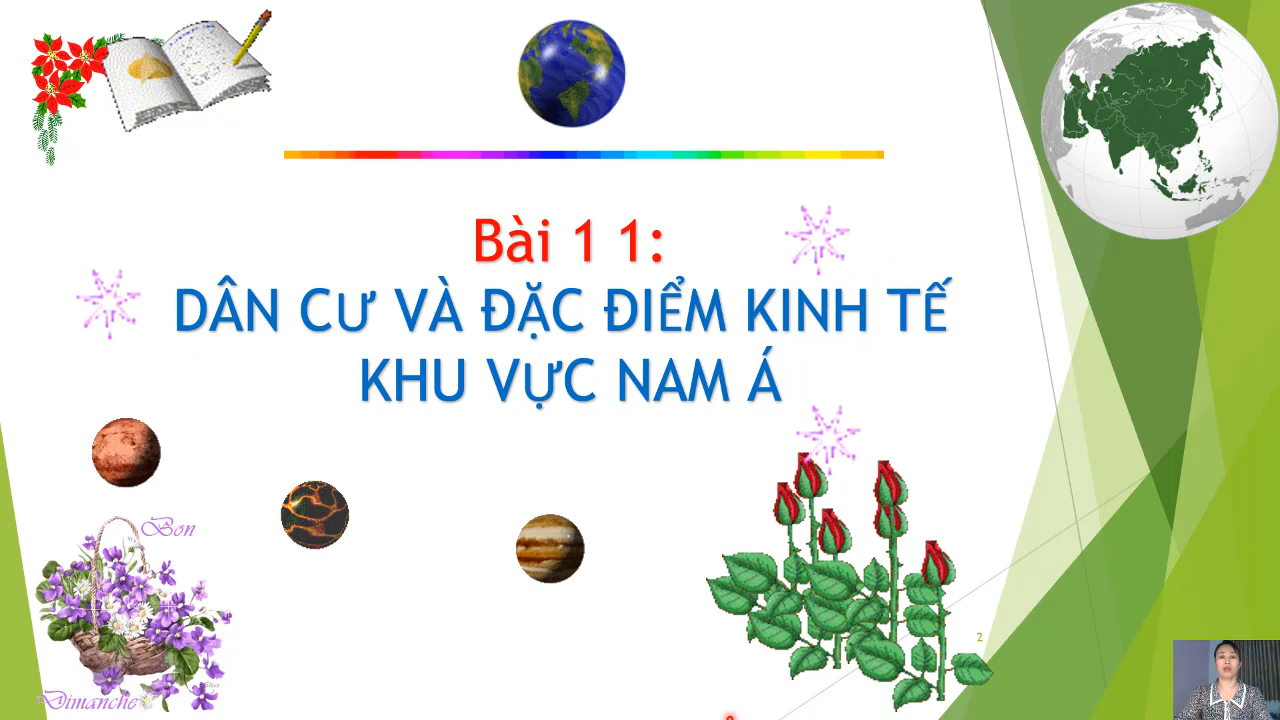 Bài 1 1:
DÂN CƯ VÀ ĐẶC ĐIỂM KINH TẾ
KHU VỰC NAM Á
Bon
Dimanche
2